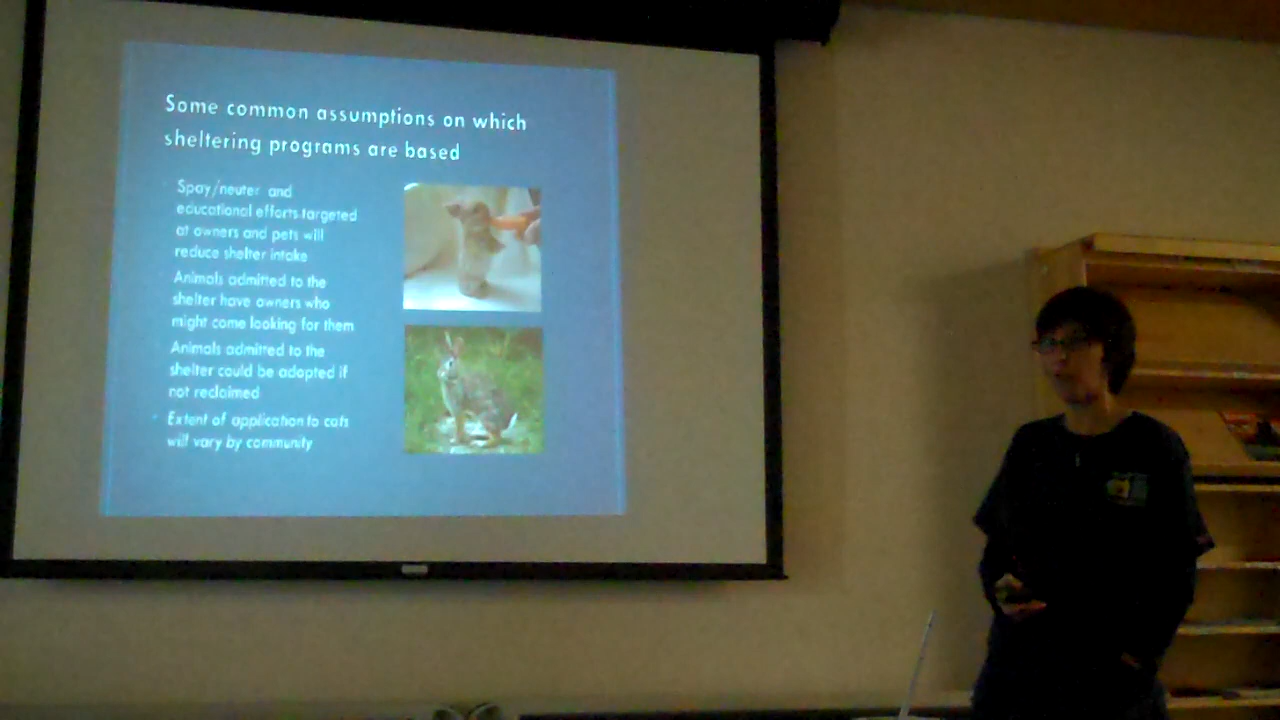 Some common assumptions on which
sheltering programs are based
Spay/neuter and
educational efforts targeted
at owners and pets will
reduce shelter intake
Animals admitted to the
shelter have owners who
might come looking for them
Animals admitted to the
shelter could be adopted if
not reclaimed
Extent of application to cats
will vary by community